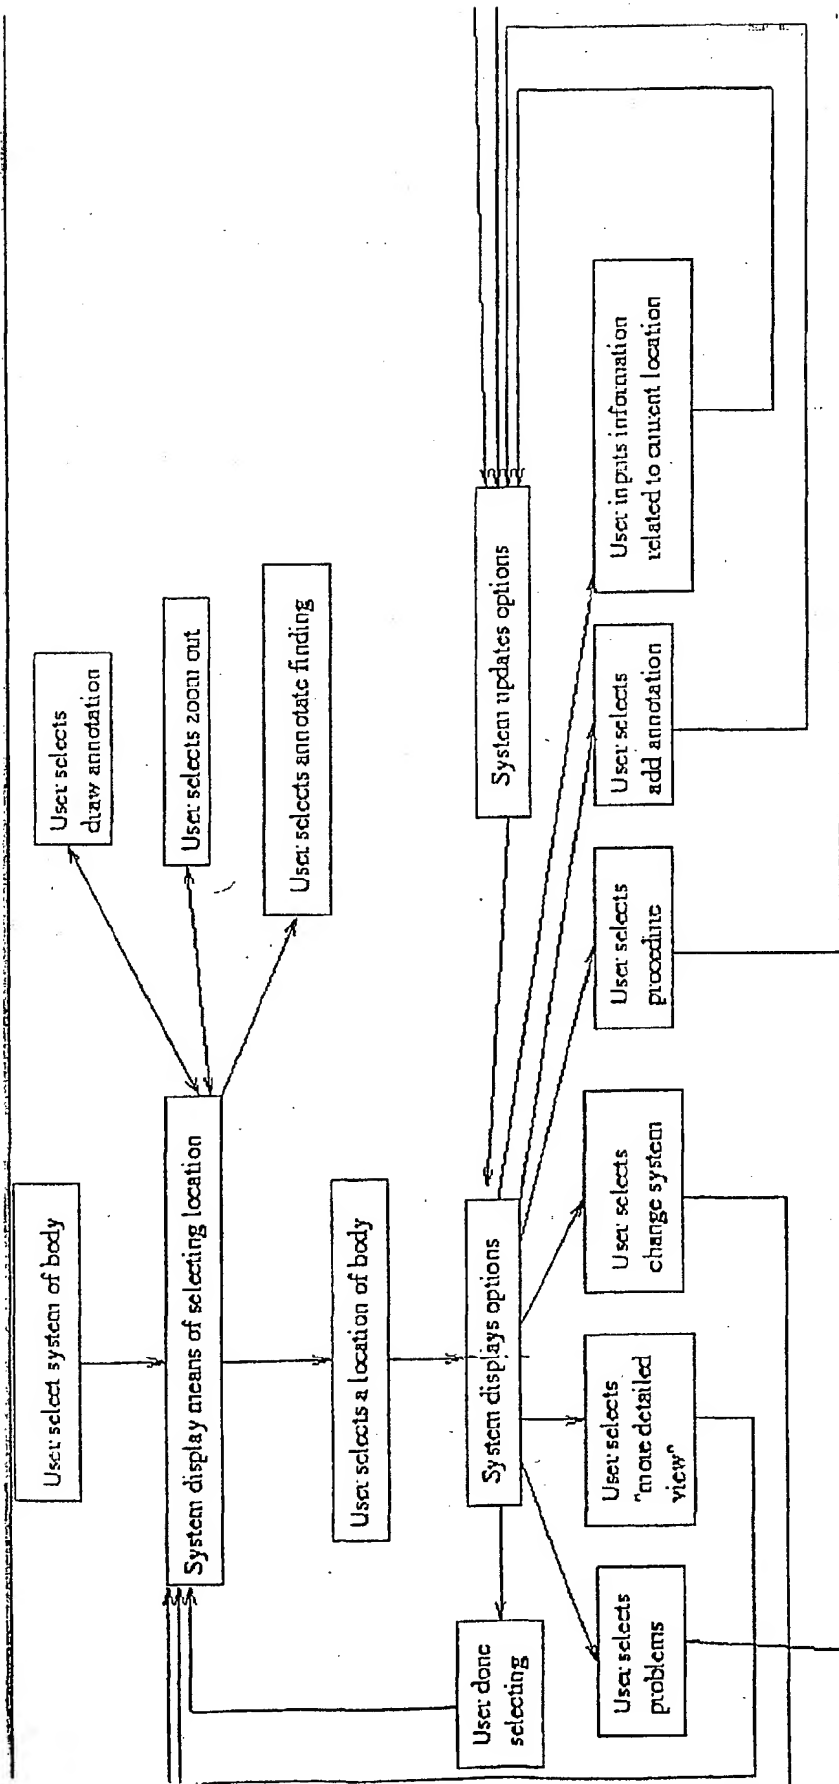 User select system of body
System display means of selecting location
User selects
draw annotation
User selects zoom out
User selects annotate finding
User selects a location of body
System displays options
System updates options
User done
selecting
User selects
problems
User selects
"more detailed
view"
User selects
change system
User selects
procedure
User selects
add annotation
User inputs information
related to current location